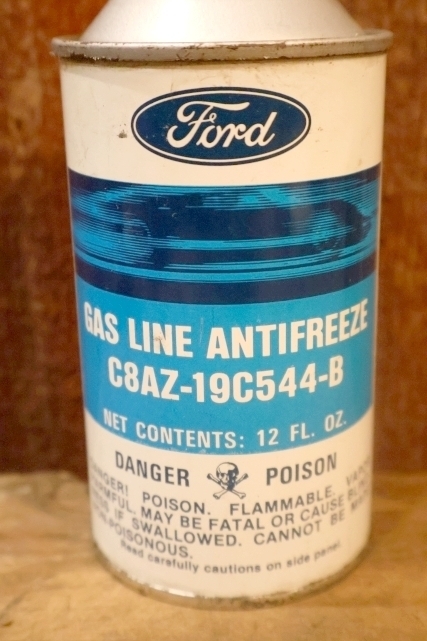 Ford
GAS LINE ANTIFREEZE
C8AZ-19C544-B
NET CONTENTS: 12 FL. OZ.
DANGER POISON
POISON. FLAMMABLE.
MAY BE FATAL OR CAUSE
IF SWALLOWED. CANNOT BE
Read carefully cautions on side panel.